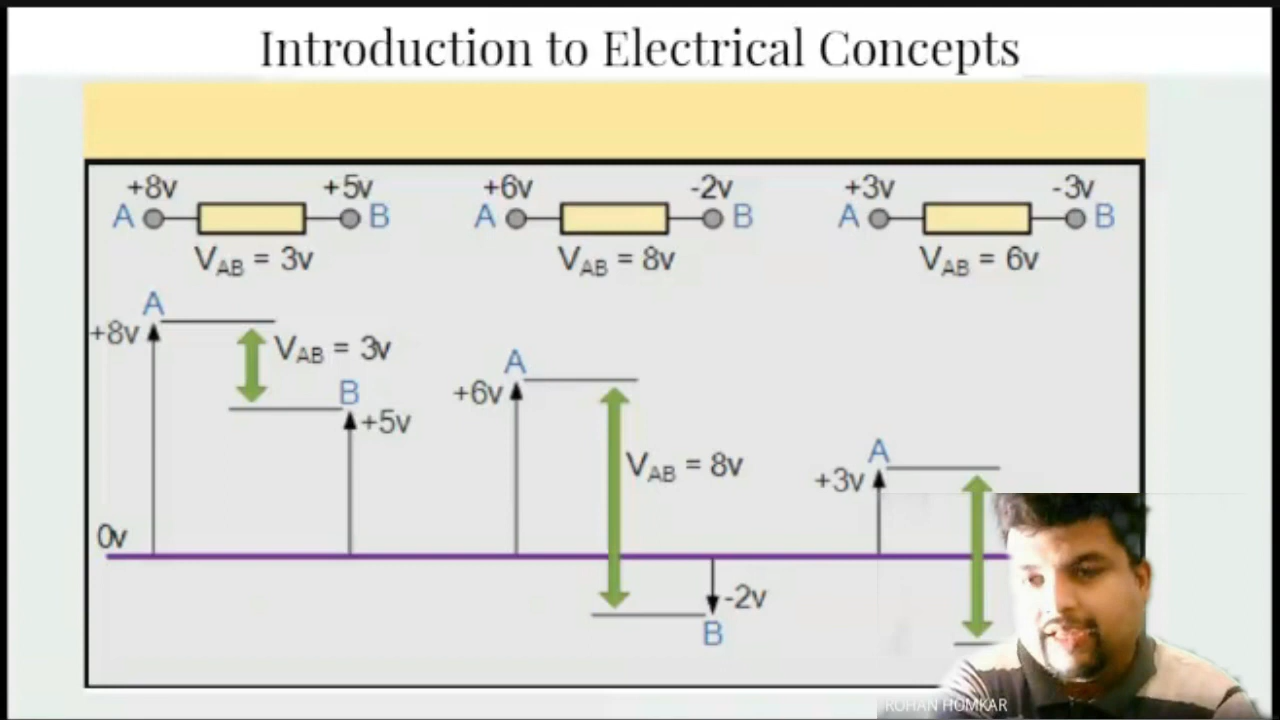 Introduction to Electrical Concepts
+8v +5v +6v -2v +3v -3v
A B A B A B
VAB = 3v VAB = 8v VAB = 6v
A
+8v
VAB = 3v
B
+5v
A
+6v
VAB = 8v
A
+3v
0v
-2v
B
ROHAN HOMKAR